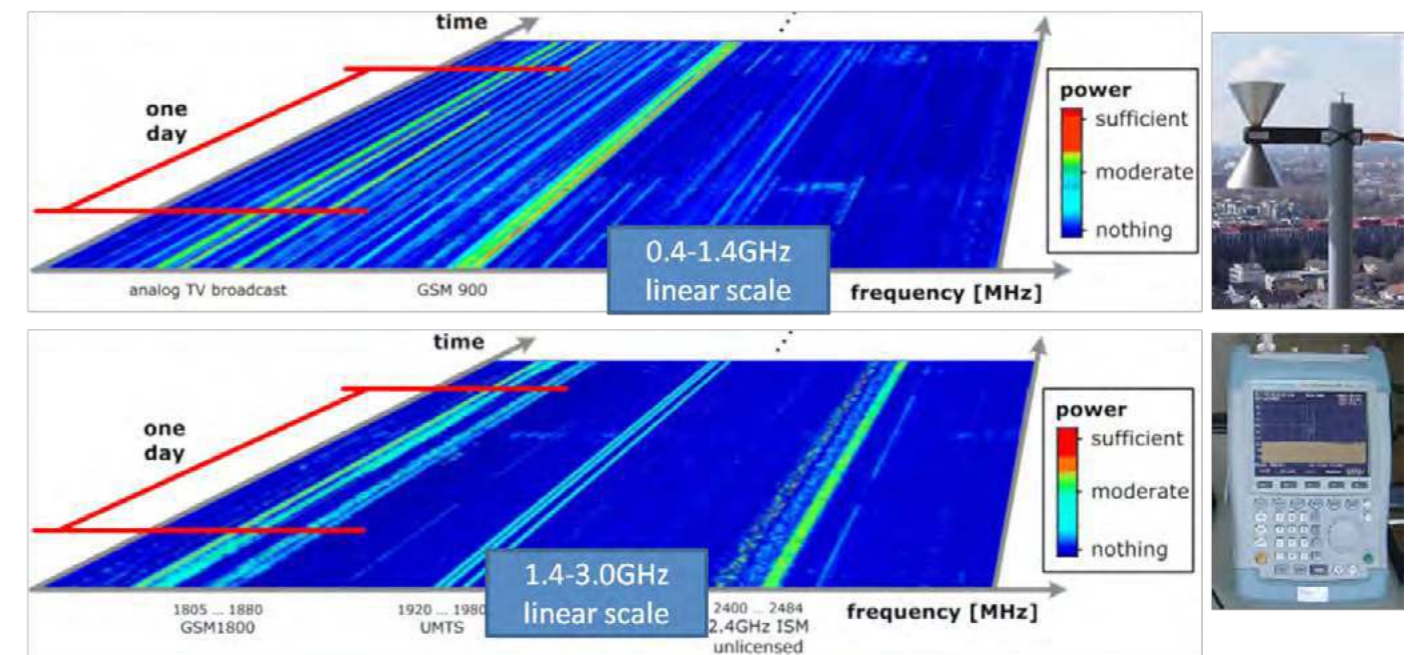 time
one
day
power
sufficient
moderate
nothing
0.4-1.4GHz
linear scale
analog TV broadcast
GSM 900
frequency [MHz]
time
one
day
power
sufficient
moderate
nothing
1.4-3.0GHz
linear scale
1805 ... 1880
GSM1800
1920 ... 1980
UMTS
2400 ... 2484
2.4GHz ISM
unlicensed
frequency [MHz]